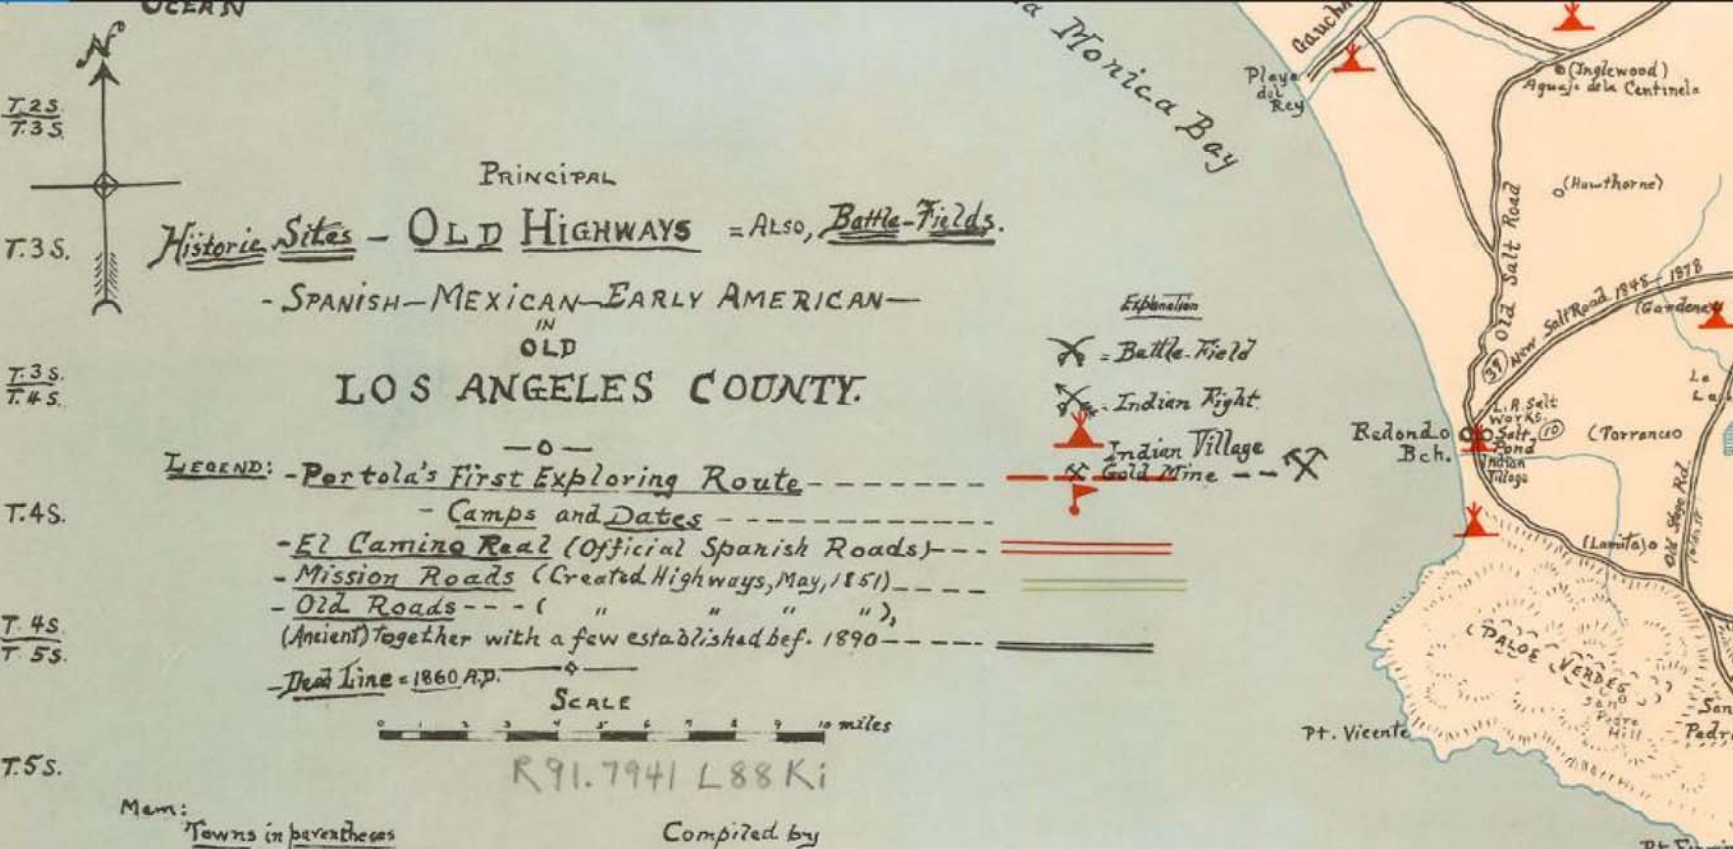 OCEAN
N
T.2S.
T.3S.
T.3S.
T.3S.
T.4S.
T.4S.
T.4S.
T.5S.
T.5S.
PRINCIPAL
Historic Sites - OLD HIGHWAYS = ALSO, Battle-Fields.
- SPANISH-MEXICAN-EARLY AMERICAN-
IN
OLD
LOS ANGELES COUNTY.
LEGEND: - Portola's First Exploring Route
- Camps and Dates
- El Camino Real (Official Spanish Roads)
- Mission Roads (Created Highways, May, 1851)
- Old Roads - - - ( " " " " ),
(Ancient) Together with a few established bef. 1890
- Dead Line = 1860 A.D.
SCALE
0 1 2 3 4 5 6 7 8 9 10 miles
R91.7941 L88Ki
Mem:
Towns in parentheses
Compiled by
Explanation
= Battle-Field
- Indian Fight.
Indian Village
Gold Mine
Monica Bay
Playa
del
Rey
(Inglewood)
Aguaje de la Centinela
(Hawthorne)
Old Salt Road
New Salt Road 1848-1878
(Gardena)
39
L.A. Salt
Works.
Salt
Pond
10
Indian
Village
Redondo
Bch.
(Torrance
(Lomita)
Old Stage Rd.
(PALOS VERDES)
San
Pedro
Hill
San
Pedro
Pt. Vicente